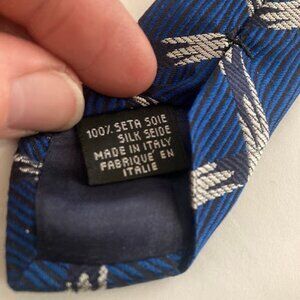 100% SETA SOIE
SILK SEIDE
MADE IN ITALY
FABRIQUE EN
ITALIE